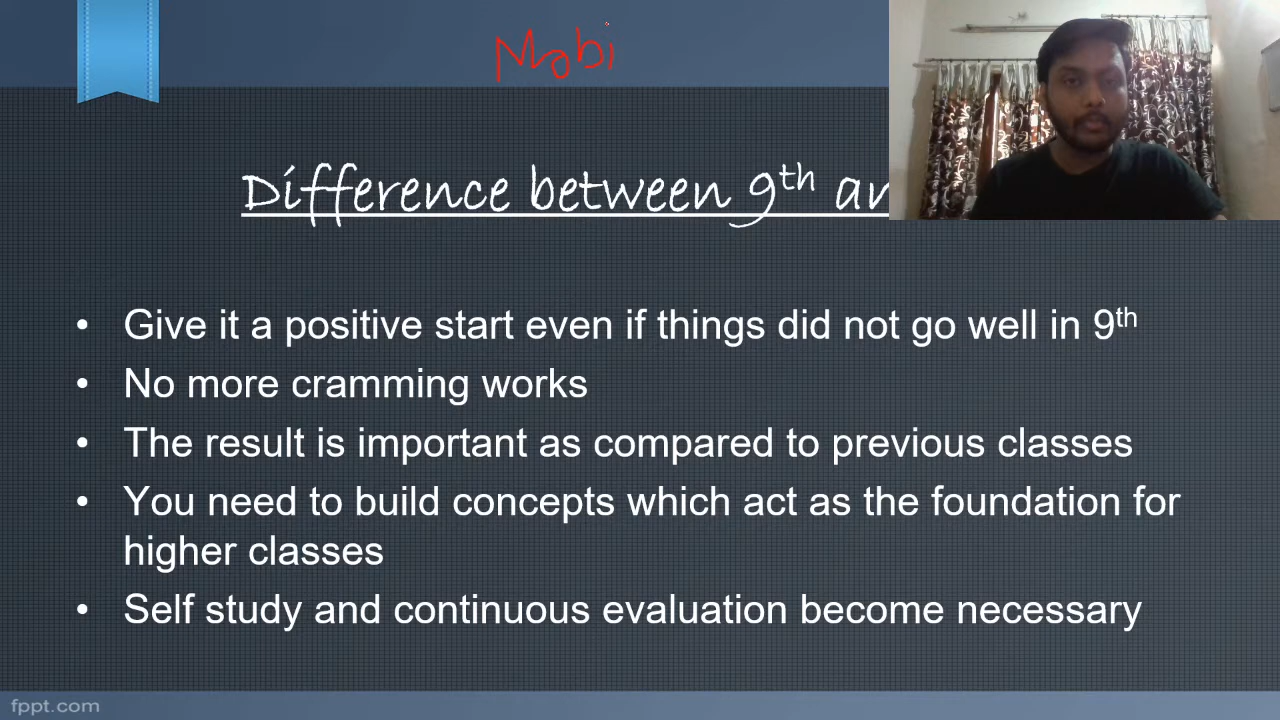 Mobi
Difference between 9th
• Give it a positive start even if things did not go well in 9th
• No more cramming works
• The result is important as compared to previous classes
• You need to build concepts which act as the foundation for
higher classes
• Self study and continuous evaluation become necessary
fppt.com